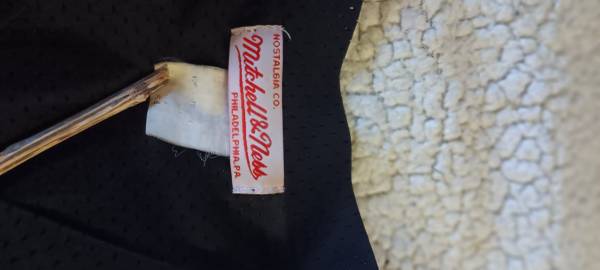 NOSTALGIA CO.
Mitchell & Ness
PHILADELPHIA, PA